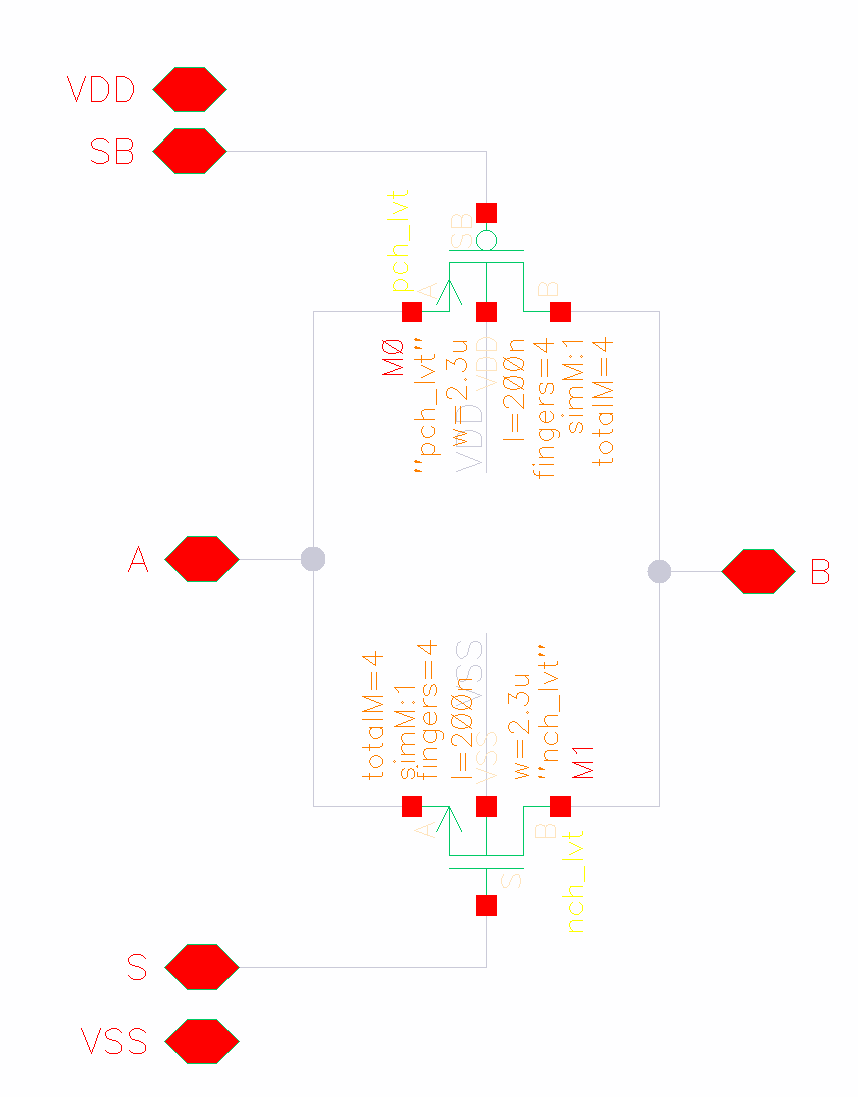 VDD
SB
pch_lvt
SB
A
B
M0
"pch_lvt"
w=2.3u
VDD
VDD
l=200n
fingers=4
simM:1
totalM=4
A
B
totalM=4
simM:1
fingers=4
l=200n
VSS
VSS
w=2.3u
"nch_lvt"
M1
A
B
S
nch_lvt
S
VSS